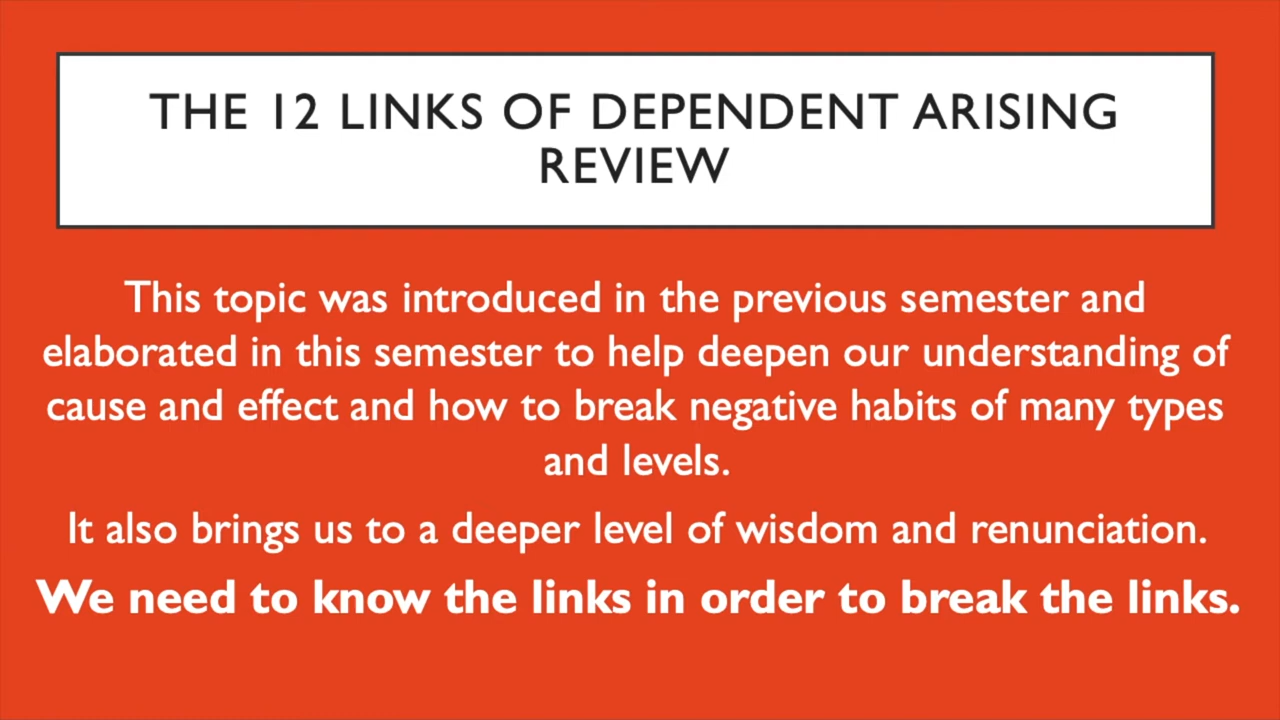 THE 12 LINKS OF DEPENDENT ARISING
REVIEW
This topic was introduced in the previous semester and
elaborated in this semester to help deepen our understanding of
cause and effect and how to break negative habits of many types
and levels.
It also brings us to a deeper level of wisdom and renunciation.
We need to know the links in order to break the links.